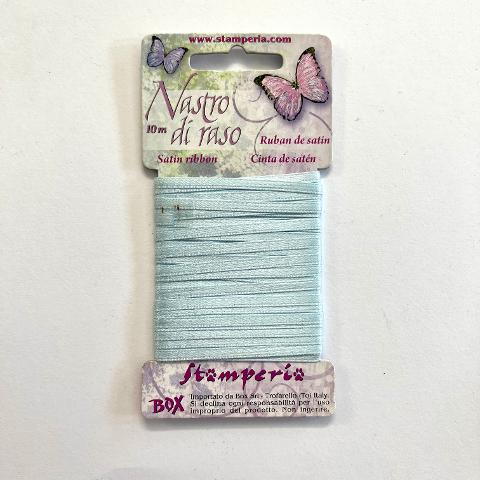 www.stamperia.com
Nastro
10 m di raso
Ruban de satin
Satin ribbon Cinta de satén
Stamperia
BOX Importato da Box srl - Trofarello (To) Italy.
Si declina ogni responsabilità per l'uso
improprio del prodotto. Non ingerire.